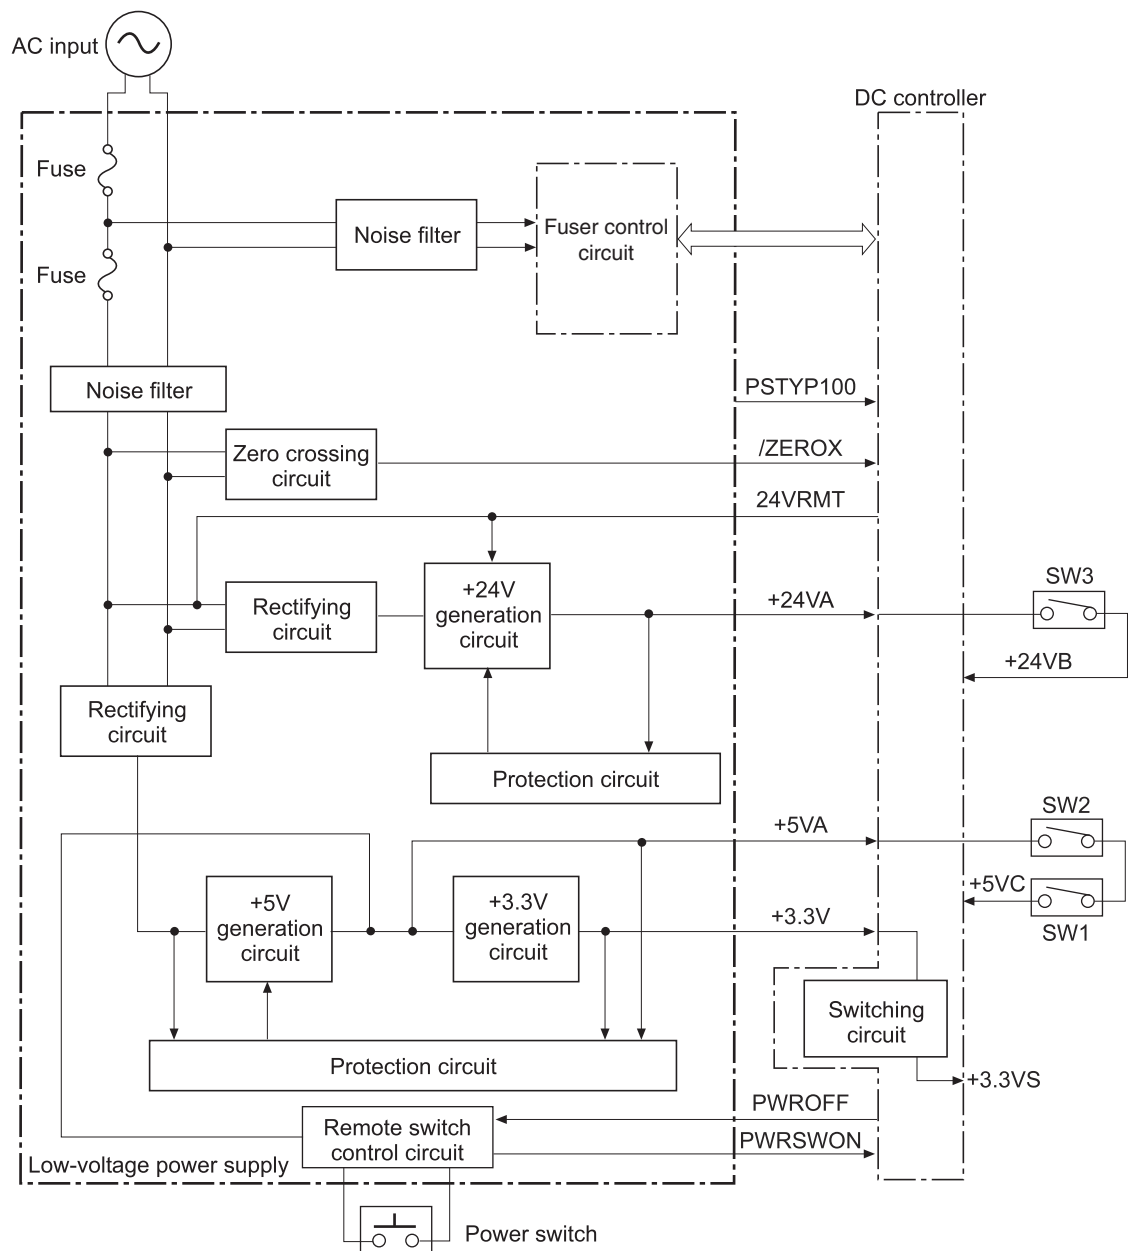 AC input
DC controller
Fuse
Noise filter
Fuser control
circuit
Fuse
Noise filter
PSTYP100
Zero crossing
circuit
/ZEROX
24VRMT
SW3
Rectifying
circuit
+24V
generation
circuit
+24VA
+24VB
Rectifying
circuit
Protection circuit
SW2
+5VA
+5V
generation
circuit
+3.3V
generation
circuit
+3.3V
+5VC
SW1
Switching
circuit
Protection circuit
+3.3VS
PWROFF
Remote switch
control circuit
PWRSWON
Low-voltage power supply
Power switch